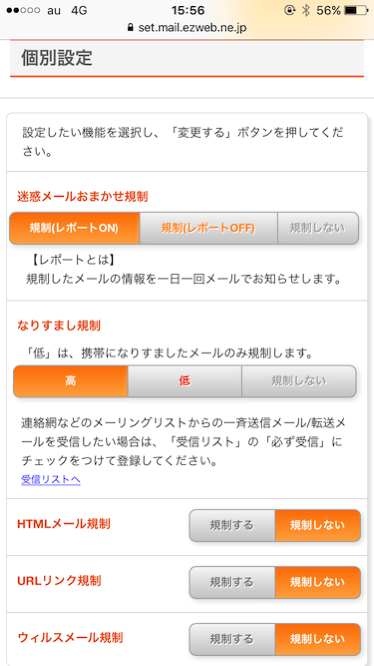 au 4G 15:56 56%
set.mail.ezweb.ne.jp
個別設定
設定したい機能を選択し、「変更する」ボタンを押してくだ
さい。
迷惑メールおまかせ規制
規制(レポートON) 規制(レポートOFF) 規制しない
【レポートとは】
規制したメールの情報を一日一回メールでお知らせします。
なりすまし規制
「低」は、携帯になりすましたメールのみ規制します。
高 低 規制しない
連絡網などのメーリングリストからの一斉送信メール/転送メ
ールを受信したい場合は、「受信リスト」の「必ず受信」に
チェックをつけて登録してください。
受信リストへ
HTMLメール規制 規制する 規制しない
URLリンク規制 規制する 規制しない
ウィルスメール規制 規制する 規制しない